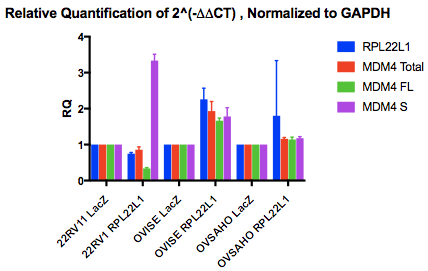 Relative Quantification of 2^(-ΔΔCT) , Normalized to GAPDH
RQ
4
3
2
1
0
RPL22L1
MDM4 Total
MDM4 FL
MDM4 S
22RV11 LacZ
22RV1 RPL22L1
OVISE LacZ
OVISE RPL22L1
OVSAHO LacZ
OVSAHO RPL22L1